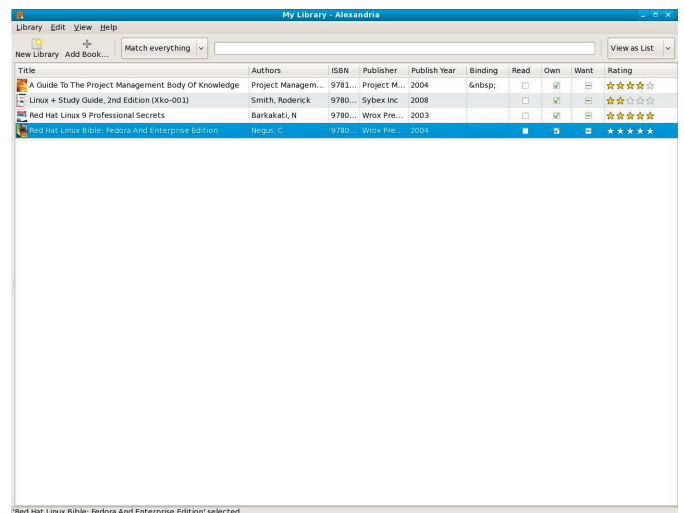 My Library - Alexandria
Library Edit View Help
New Library Add Book... Match everything View as List
Title Authors ISBN Publisher Publish Year Binding Read Own Want Rating
A Guide To The Project Management Body Of Knowledge Project Managem... 9781... Project M... 2004 &nbsp;
Linux + Study Guide, 2nd Edition (Xko-001) Smith, Roderick 9780... Sybex Inc 2008
Red Hat Linux 9 Professional Secrets Barkakati, N 9780... Wrox Pre... 2003
Red Hat Linux Bible: Fedora And Enterprise Edition Negus, C 9780... Wrox Pre... 2004
'Red Hat Linux Bible: Fedora And Enterprise Edition' selected